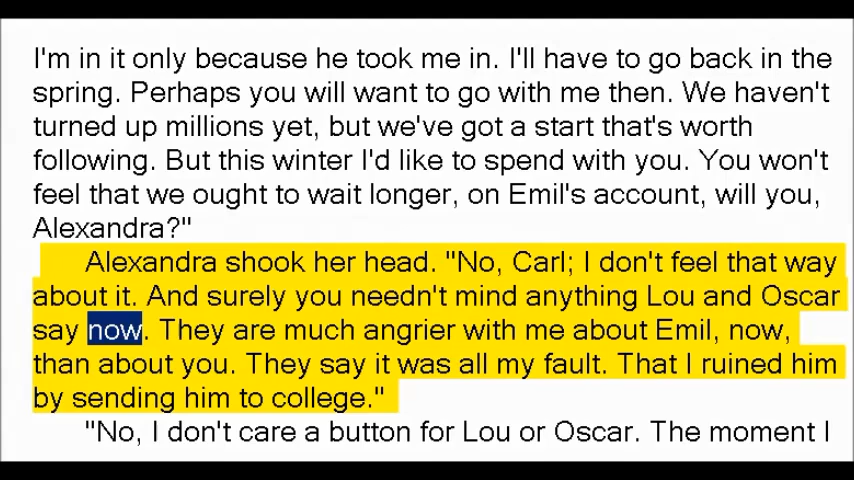 I'm in it only because he took me in. I'll have to go back in the
spring. Perhaps you will want to go with me then. We haven't
turned up millions yet, but we've got a start that's worth
following. But this winter I'd like to spend with you. You won't
feel that we ought to wait longer, on Emil's account, will you,
Alexandra?"
Alexandra shook her head. "No, Carl; I don't feel that way
about it. And surely you needn't mind anything Lou and Oscar
say now. They are much angrier with me about Emil, now,
than about you. They say it was all my fault. That I ruined him
by sending him to college."
"No, I don't care a button for Lou or Oscar. The moment I